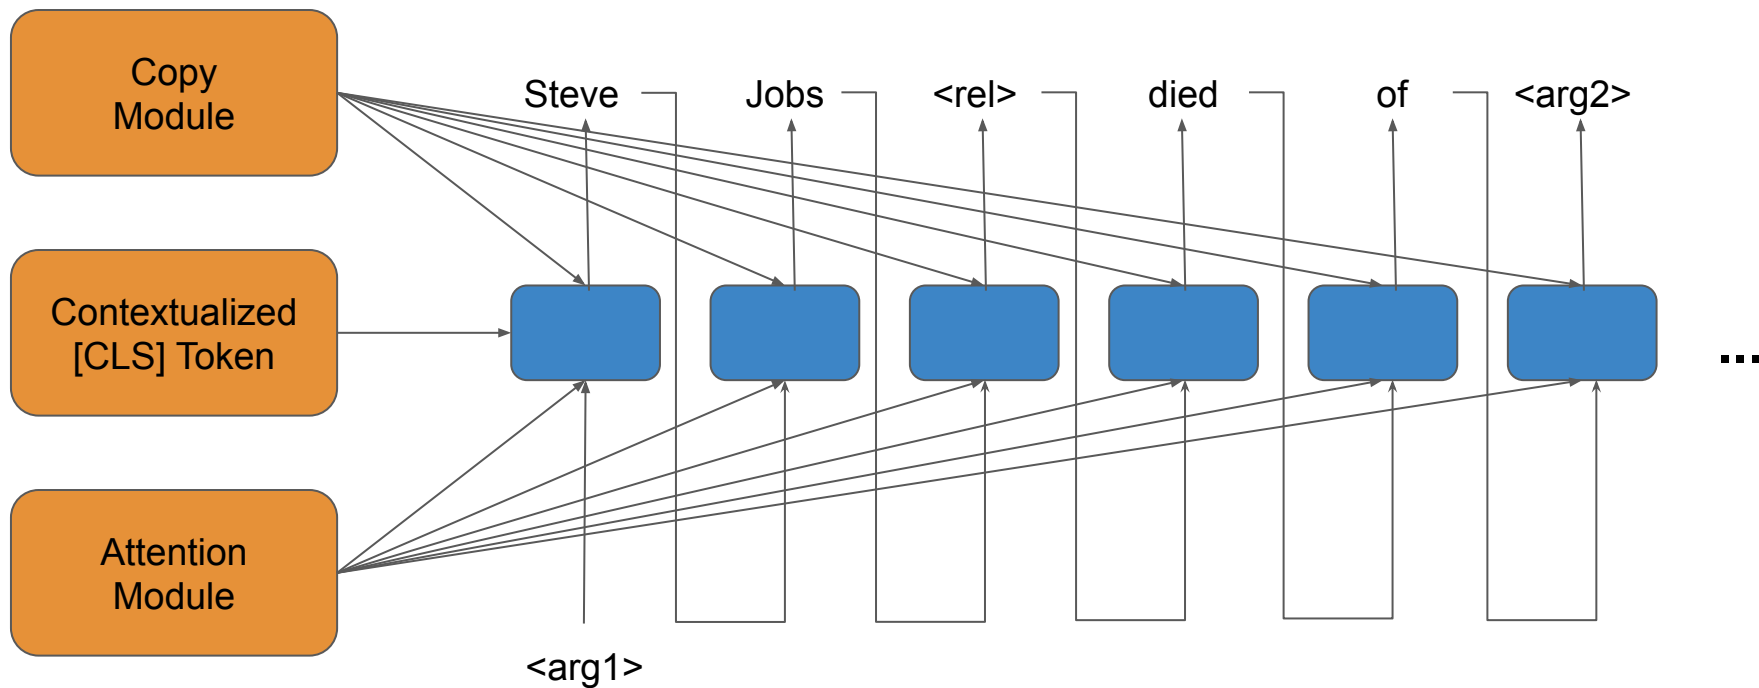 Copy
Module
Steve Jobs <rel> died of <arg2>
Contextualized
[CLS] Token
...
Attention
Module
<arg1>